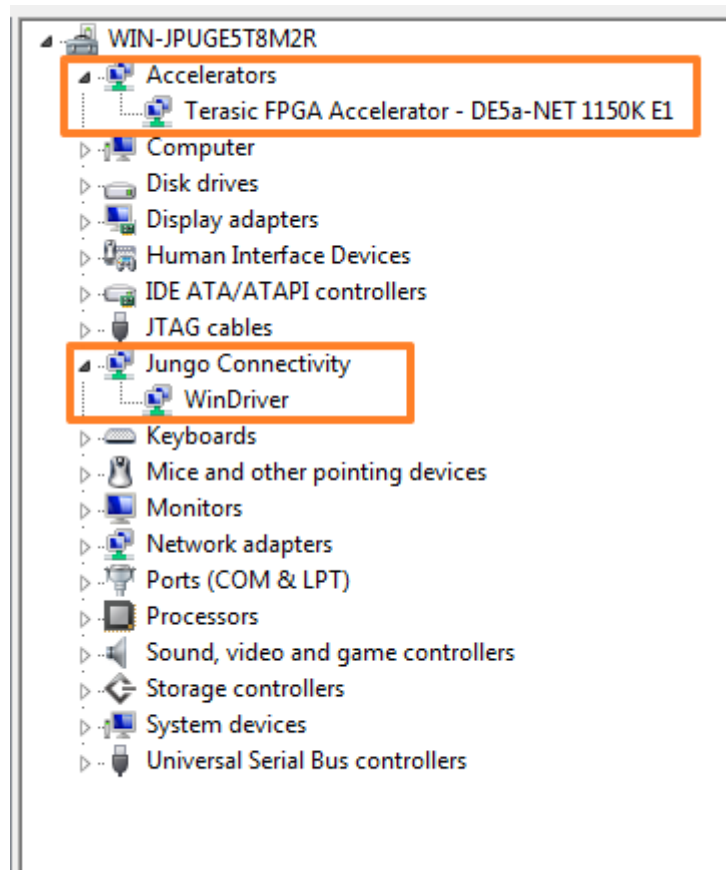 WIN-JPUGE5T8M2R
Accelerators
Terasic FPGA Accelerator - DE5a-NET 1150K E1
Computer
Disk drives
Display adapters
Human Interface Devices
IDE ATA/ATAPI controllers
JTAG cables
Jungo Connectivity
WinDriver
Keyboards
Mice and other pointing devices
Monitors
Network adapters
Ports (COM & LPT)
Processors
Sound, video and game controllers
Storage controllers
System devices
Universal Serial Bus controllers